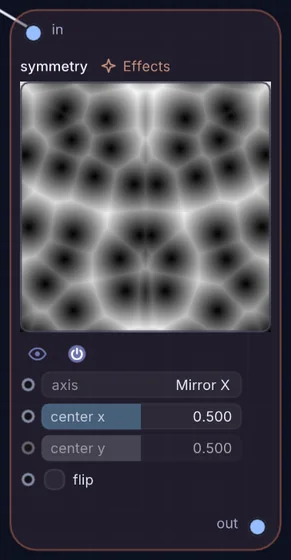 in
symmetry Effects
axis Mirror X
center x 0.500
center y 0.500
flip
out